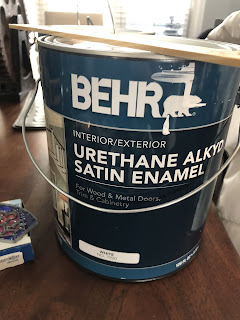 BEHR
INTERIOR/EXTERIOR
URETHANE ALKYD
SATIN ENAMEL
For Wood & Metal Doors,
Trim & Cabinetry
WHITE